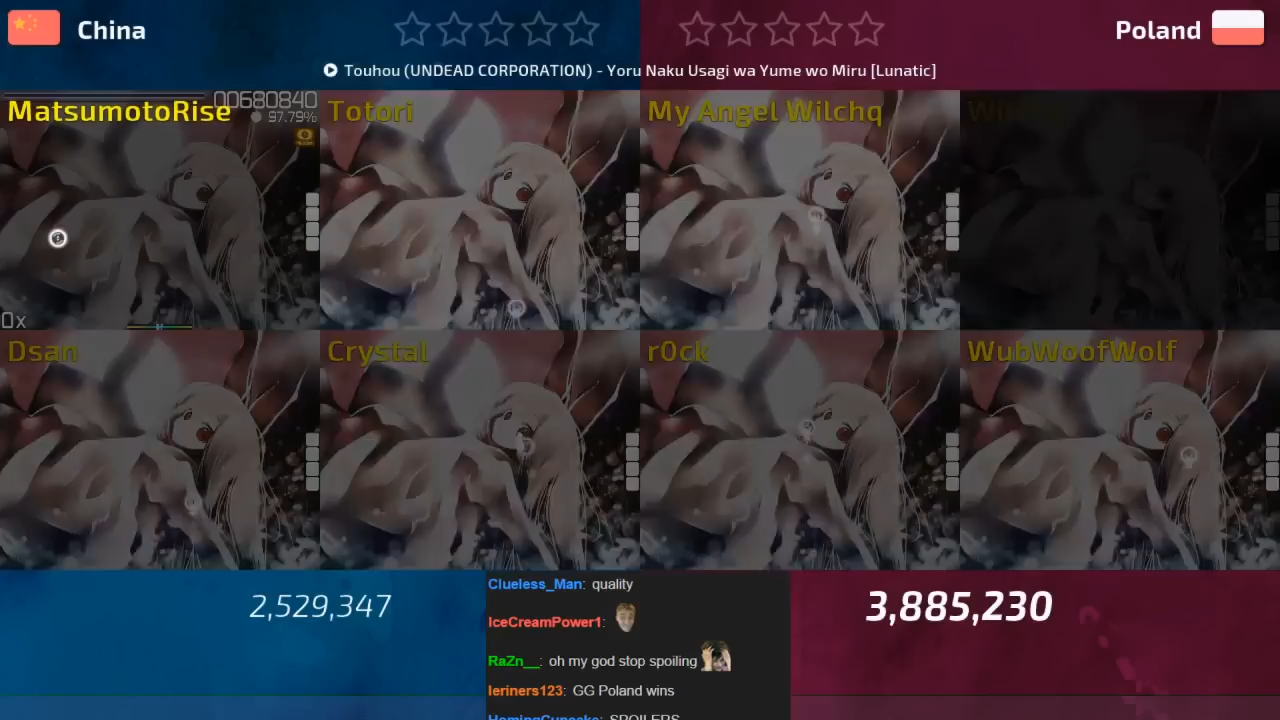 China
Poland
Touhou (UNDEAD CORPORATION) - Yoru Naku Usagi wa Yume wo Miru [Lunatic]
00680840
97.79%
MatsumotoRise
Totori
My Angel Wilchq
0x
Dsan
Crystal
r0ck
WubWoofWolf
2,529,347
3,885,230
Clueless_Man: quality
IceCreamPower1:
RaZn__: oh my god stop spoiling
leriners123: GG Poland wins
HomingCupcake: SPOILERS